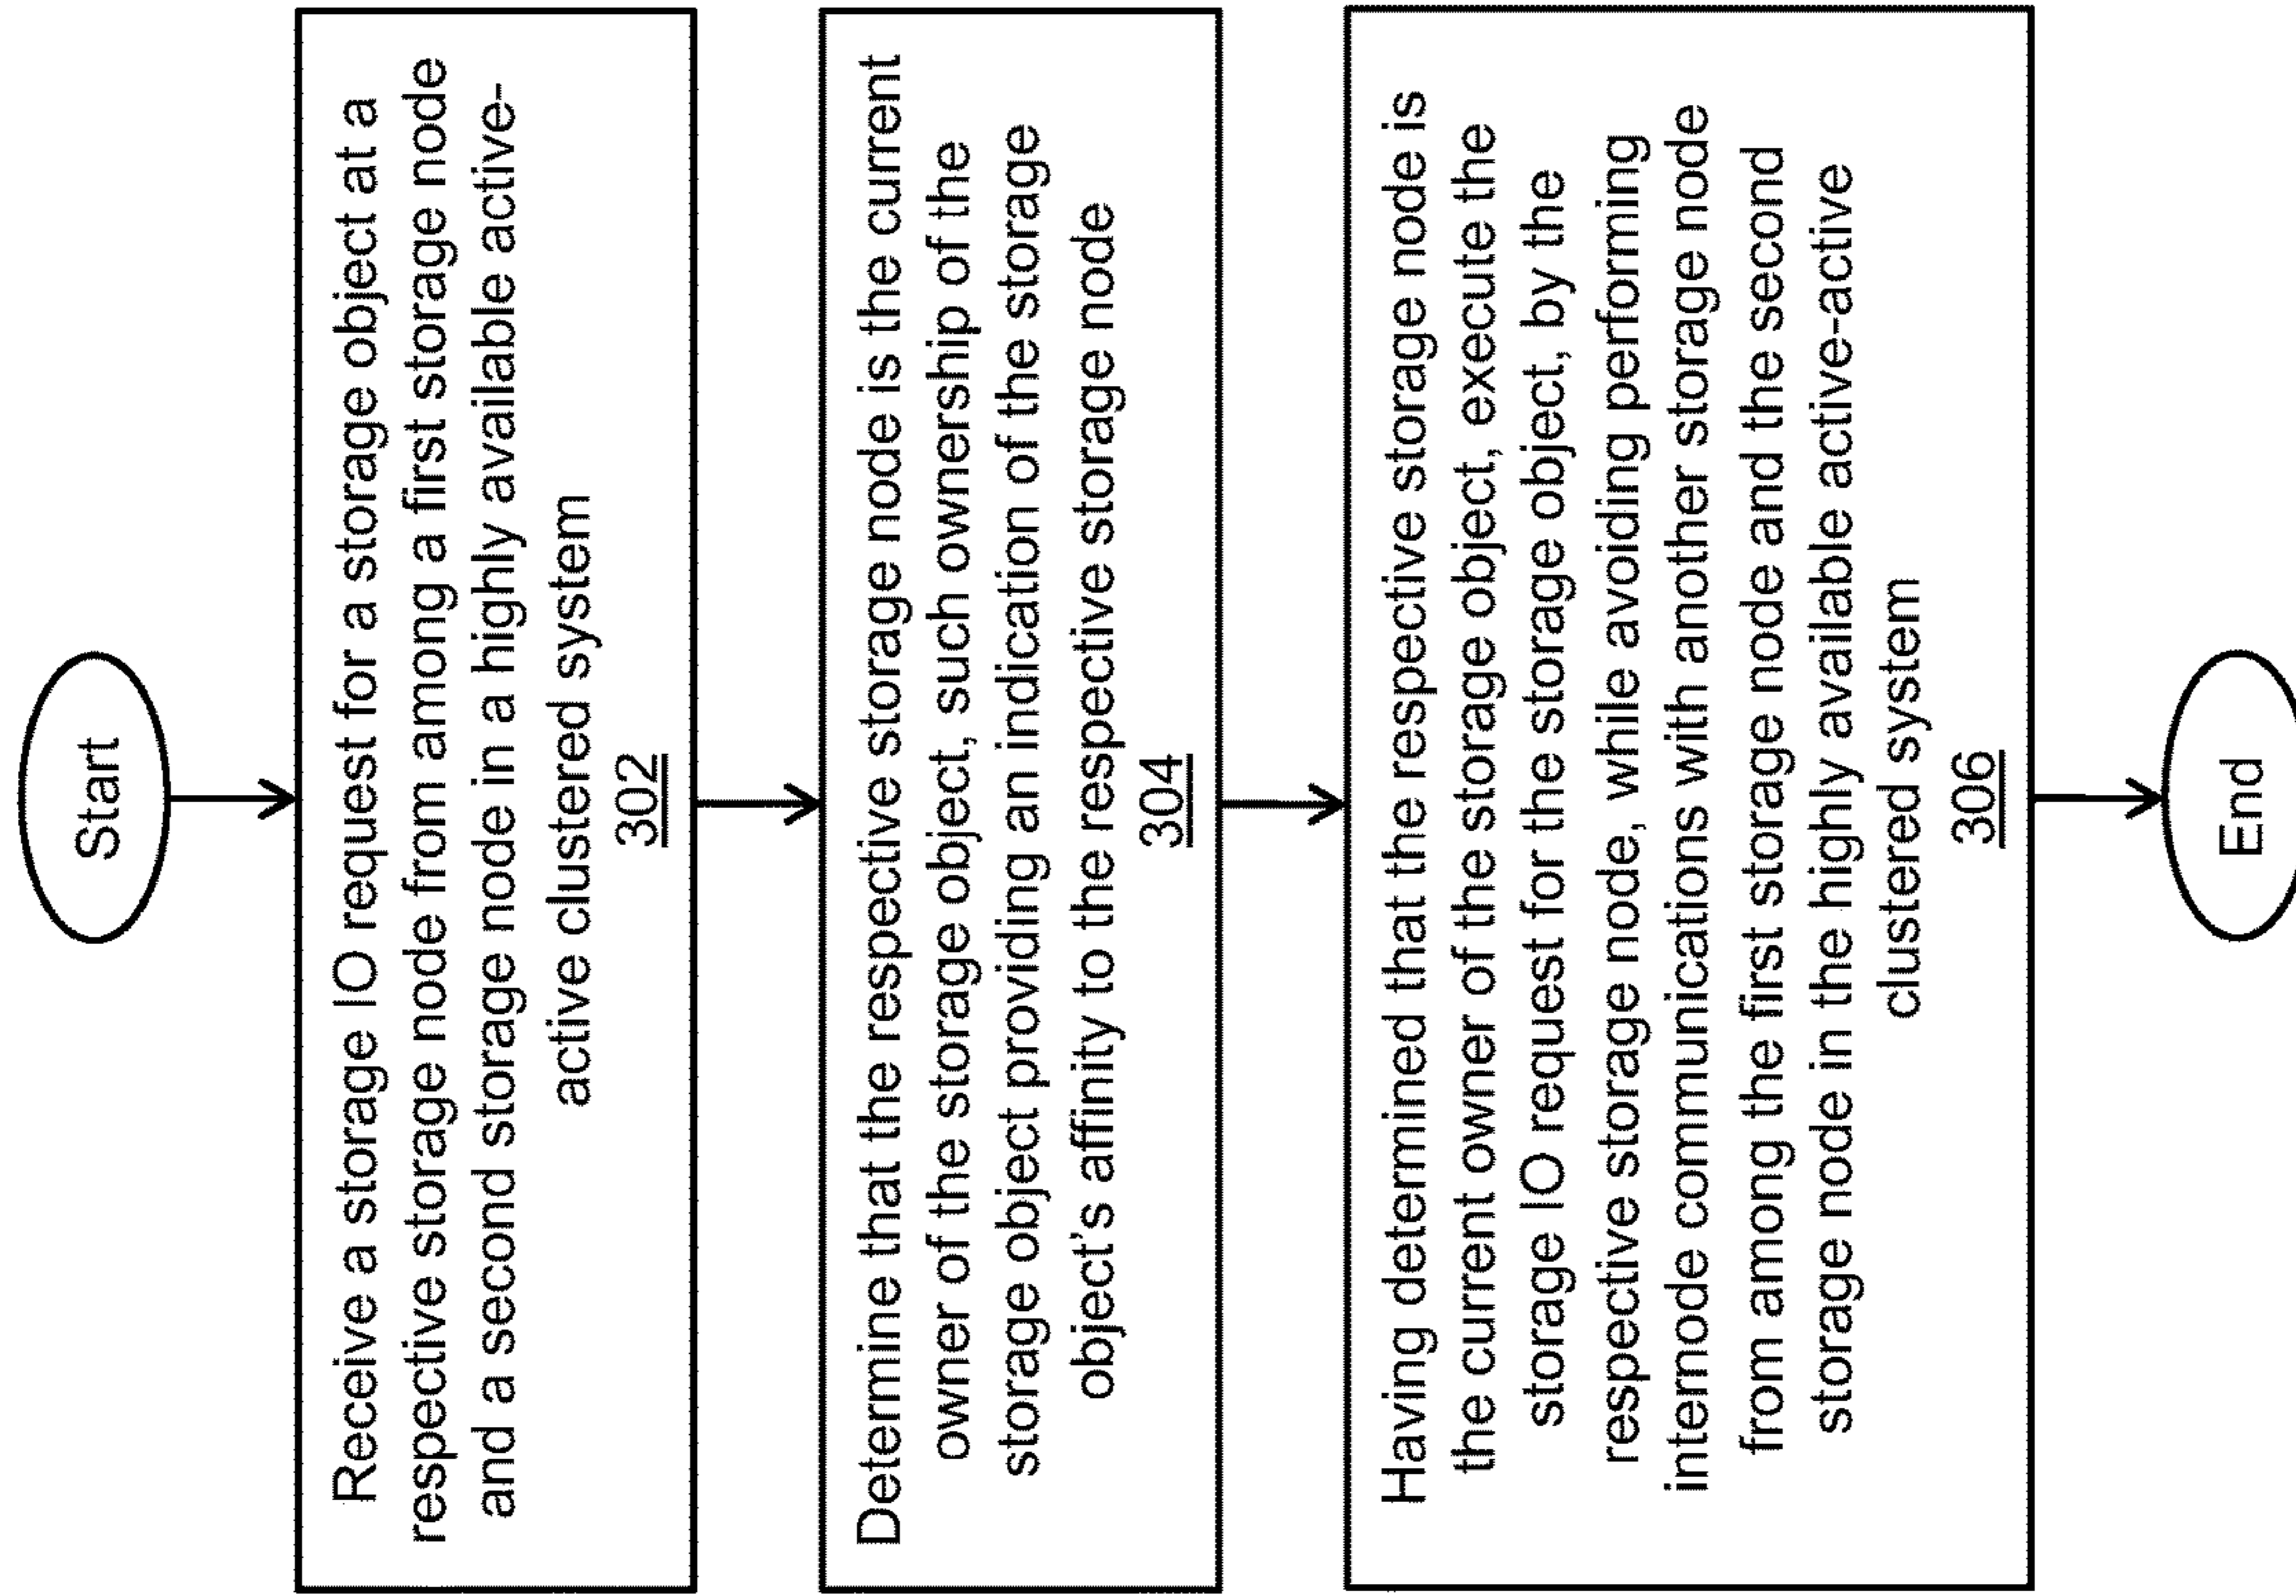 Start
Receive a storage IO request for a storage object at a
respective storage node from among a first storage node
and a second storage node in a highly available active-
active clustered system
302
Determine that the respective storage node is the current
owner of the storage object, such ownership of the
storage object providing an indication of the storage
object's affinity to the respective storage node
304
Having determined that the respective storage node is
the current owner of the storage object, execute the
storage IO request for the storage object, by the
respective storage node, while avoiding performing
internode communications with another storage node
from among the first storage node and the second
storage node in the highly available active-active
clustered system
306
End